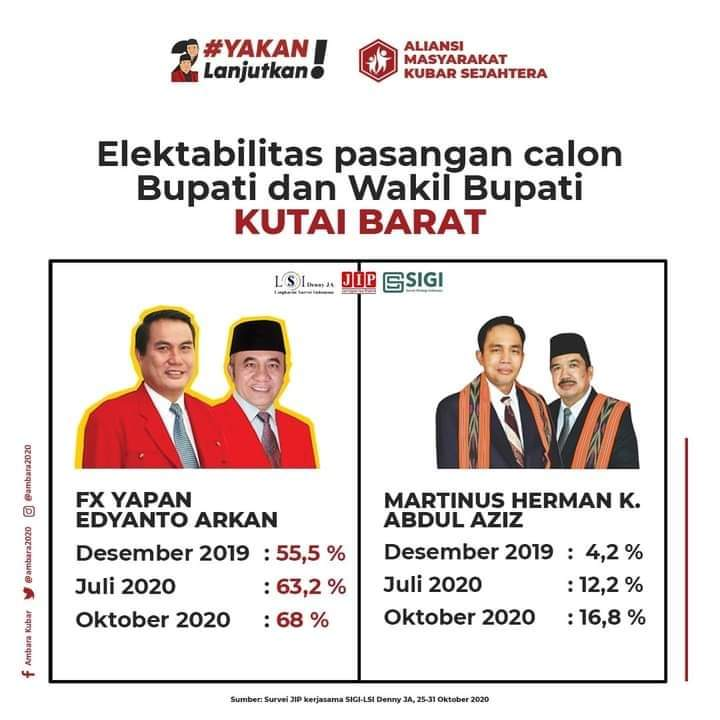 #YAKAN
Lanjutkan!
ALIANSI
MASYARAKAT
KUBAR SEJAHTERA
Elektabilitas pasangan calon
Bupati dan Wakil Bupati
KUTAI BARAT
LSI Denny JA
Lingkaran Survei Indonesia
JIP
SIGI
FX YAPAN
EDYANTO ARKAN
Desember 2019 : 55,5 %
Juli 2020 : 63,2 %
Oktober 2020 : 68 %
MARTINUS HERMAN K.
ABDUL AZIZ
Desember 2019 : 4,2 %
Juli 2020 : 12,2 %
Oktober 2020 : 16,8 %
Ambara Kubar @ambara2020 @ambara2020
Sumber: Survei JIP kerjasama SIGI-LSI Denny JA, 25-31 Oktober 2020